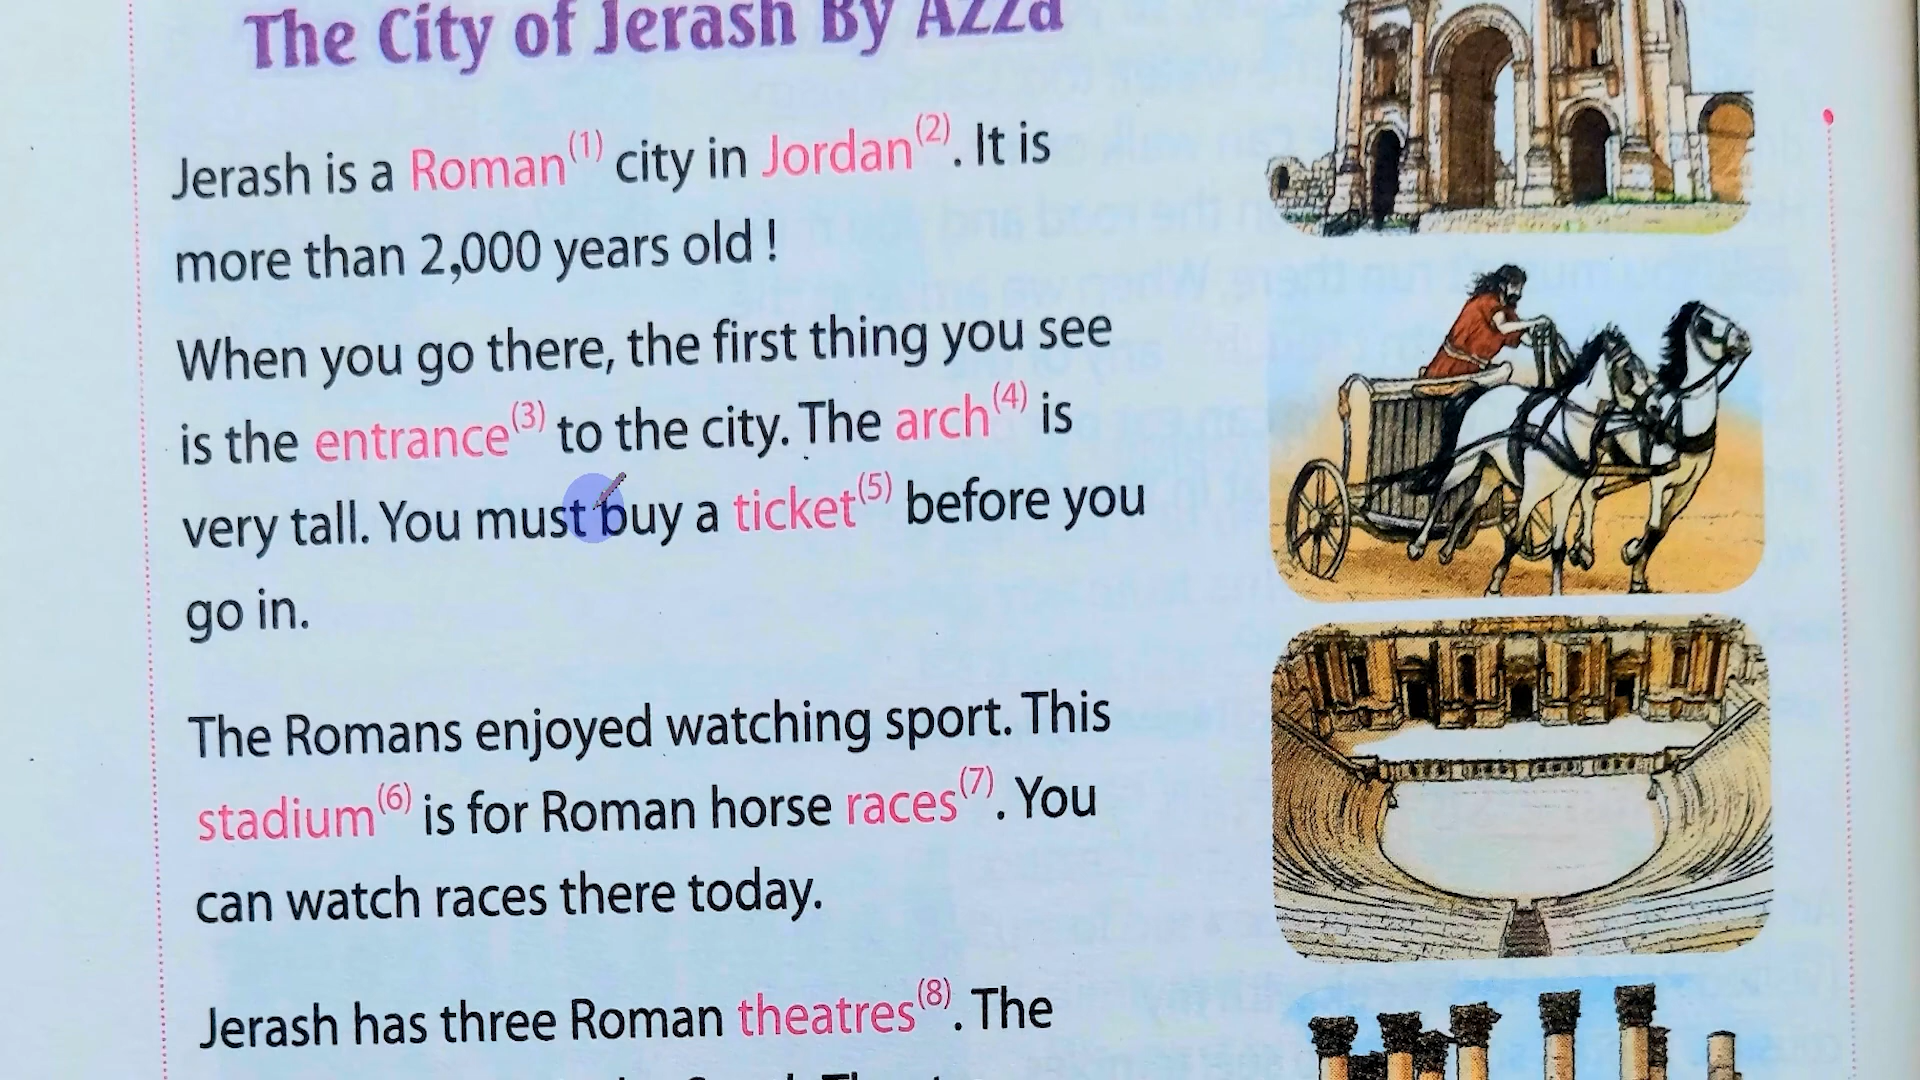 The City of Jerash By Azza
Jerash is a Roman(1) city in Jordan(2). It is
more than 2,000 years old !
When you go there, the first thing you see
is the entrance(3) to the city. The arch(4) is
very tall. You must buy a ticket(5) before you
go in.
The Romans enjoyed watching sport. This
stadium(6) is for Roman horse races(7). You
can watch races there today.
Jerash has three Roman theatres(8). The